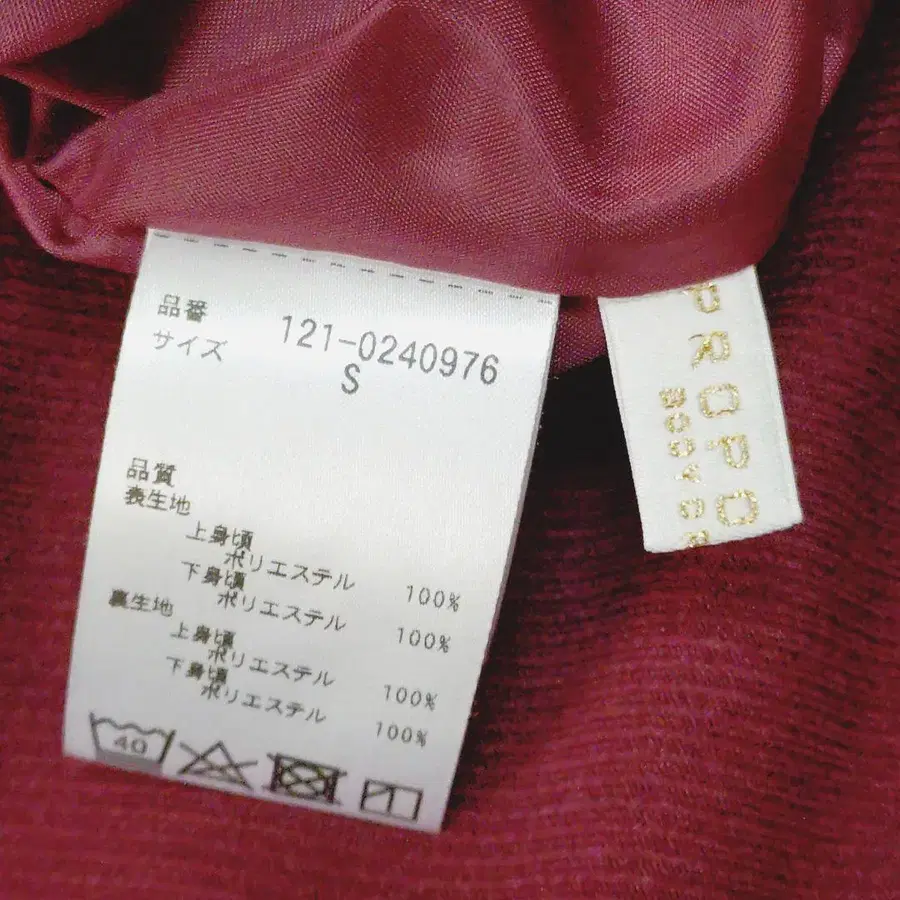 品番 121-0240976
サイズ S
品質
表生地
上身頃
ポリエステル 100%
下身頃
ポリエステル 100%
裏生地
上身頃
ポリエステル 100%
下身頃
ポリエステル 100%
40
PROPO
BODY